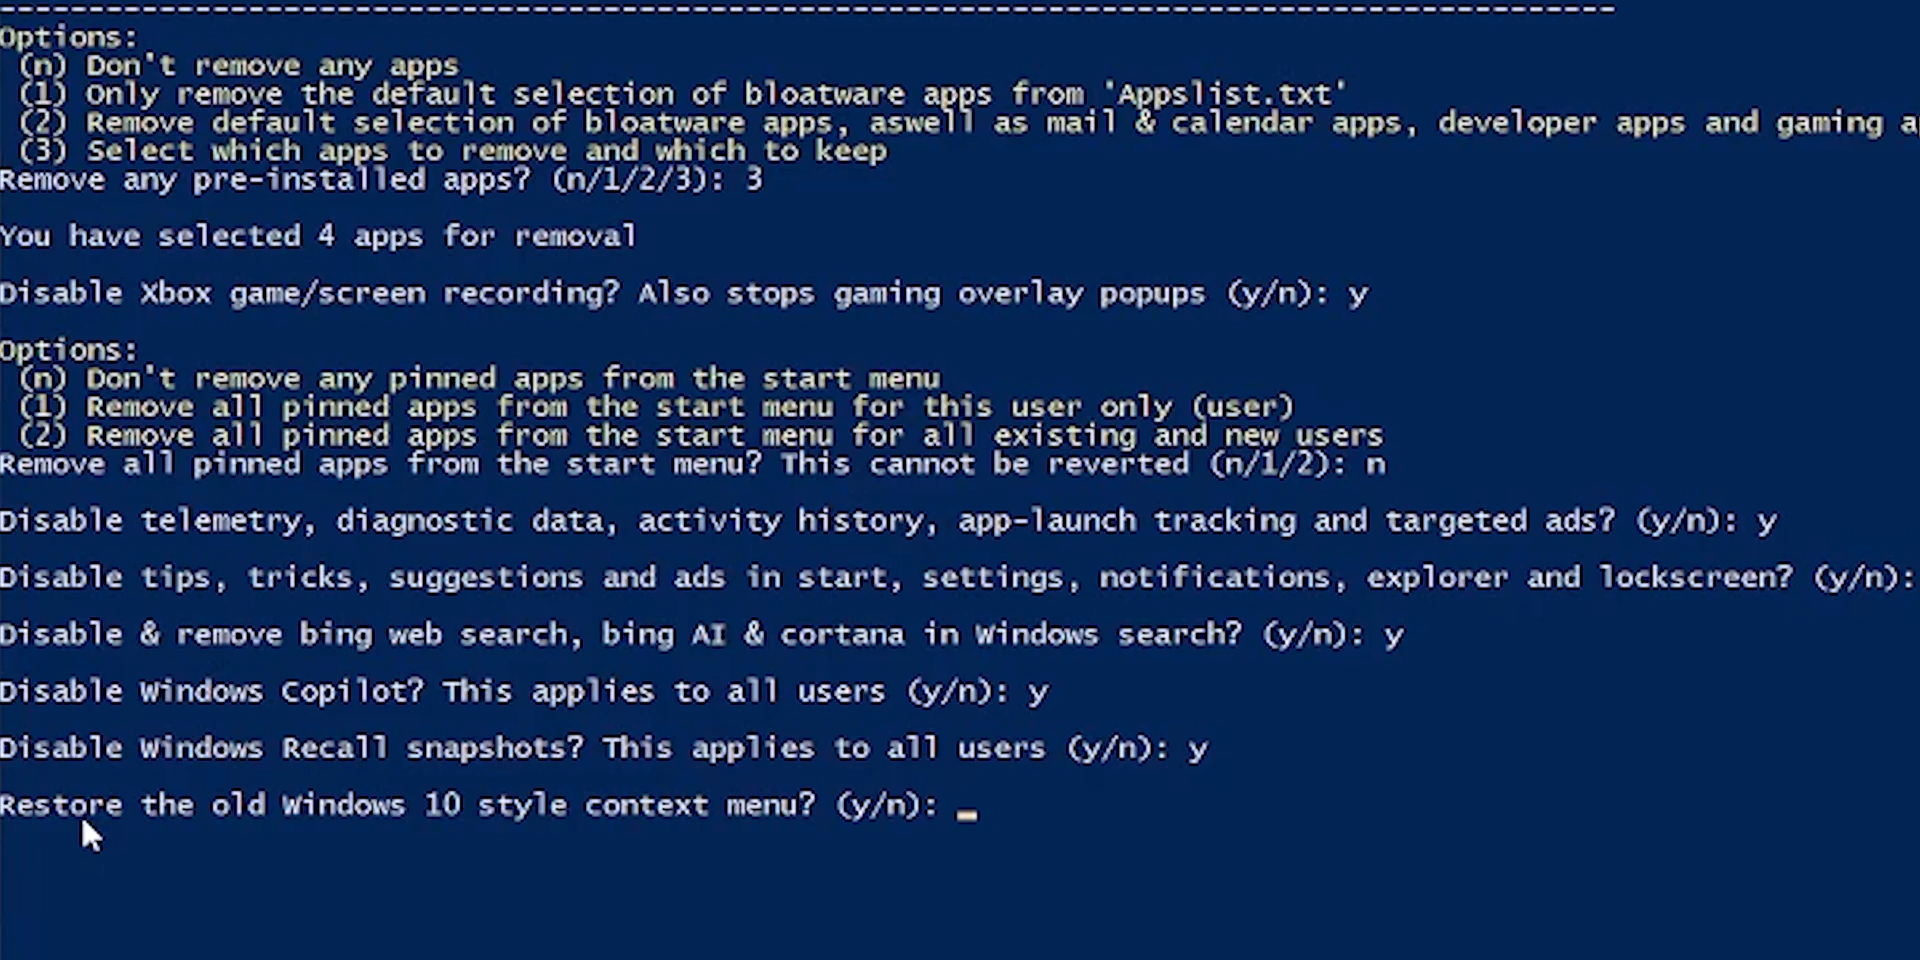 Options:
(n) Don't remove any apps
(1) Only remove the default selection of bloatware apps from 'Appslist.txt'
(2) Remove default selection of bloatware apps, aswell as mail & calendar apps, developer apps and gaming a
(3) Select which apps to remove and which to keep
Remove any pre-installed apps? (n/1/2/3): 3
You have selected 4 apps for removal
Disable Xbox game/screen recording? Also stops gaming overlay popups (y/n): y
Options:
(n) Don't remove any pinned apps from the start menu
(1) Remove all pinned apps from the start menu for this user only (user)
(2) Remove all pinned apps from the start menu for all existing and new users
Remove all pinned apps from the start menu? This cannot be reverted (n/1/2): n
Disable telemetry, diagnostic data, activity history, app-launch tracking and targeted ads? (y/n): y
Disable tips, tricks, suggestions and ads in start, settings, notifications, explorer and lockscreen? (y/n):
Disable & remove bing web search, bing AI & cortana in Windows search? (y/n): y
Disable Windows Copilot? This applies to all users (y/n): y
Disable Windows Recall snapshots? This applies to all users (y/n): y
Restore the old Windows 10 style context menu? (y/n): _